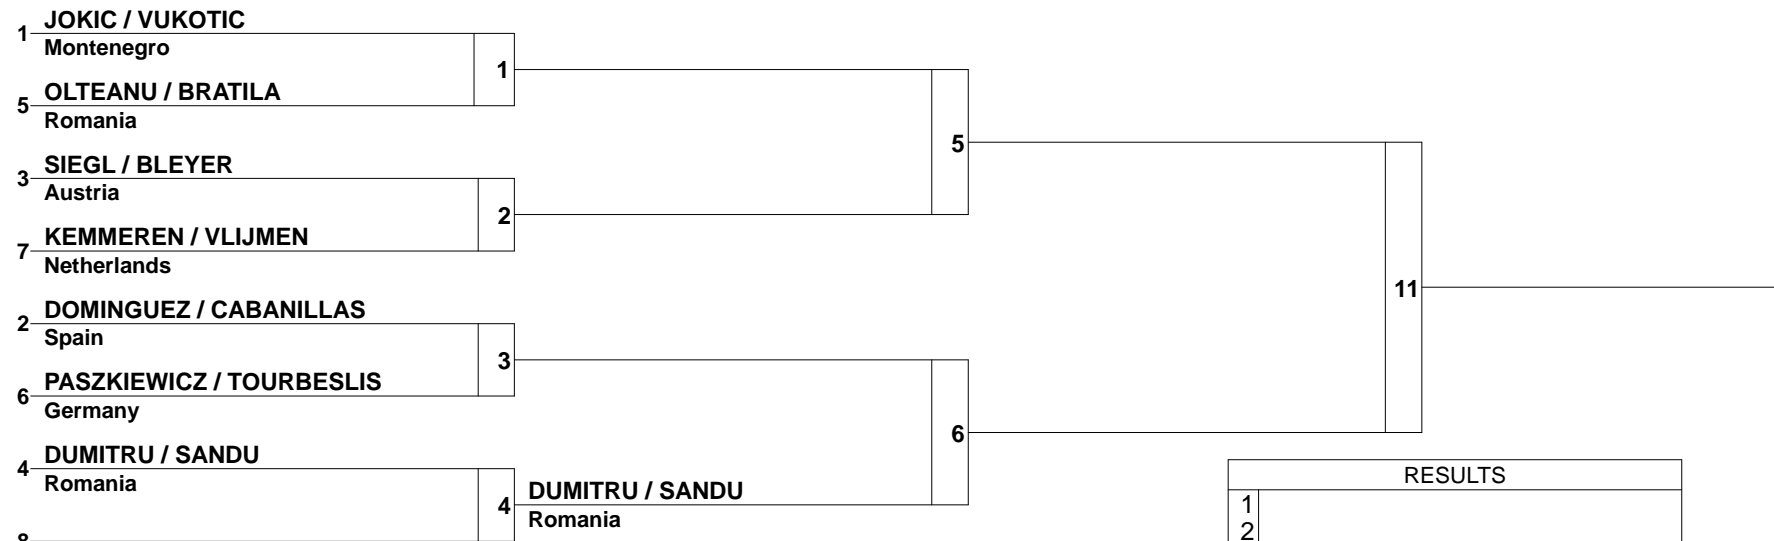 JOKIC / VUKOTIC
1
Montenegro
1
OLTEANU / BRATILA
5
Romania
5
SIEGL / BLEYER
3
Austria
2
KEMMEREN / VLIJMEN
7
Netherlands
11
DOMINGUEZ / CABANILLAS
2
Spain
3
PASZKIEWICZ / TOURBESLIS
6
Germany
6
DUMITRU / SANDU
4
Romania
RESULTS
DUMITRU / SANDU
4
Romania
1
2
8